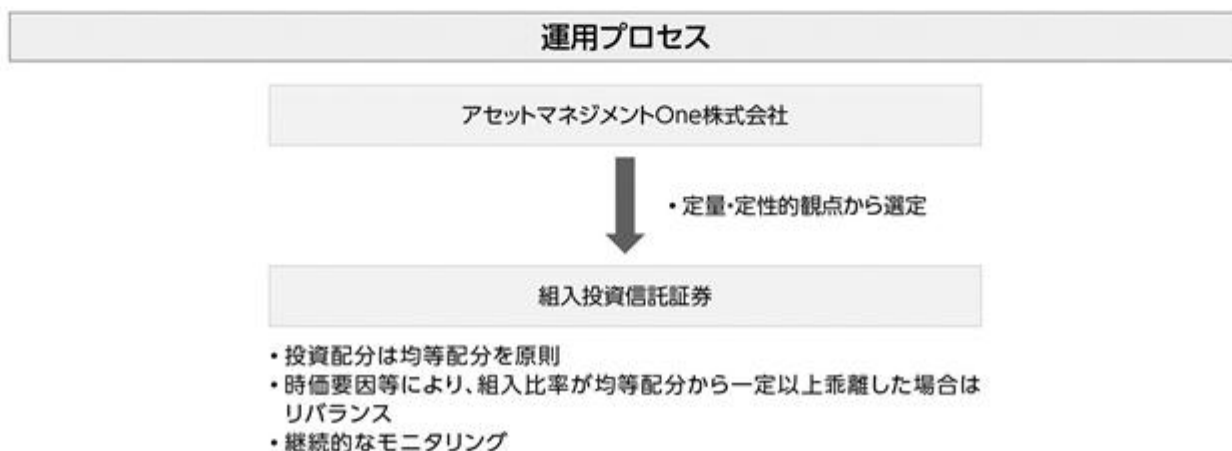 運用プロセス
アセットマネジメントOne株式会社
・定量・定性的観点から選定
組入投資信託証券
・投資配分は均等配分を原則
・時価要因等により、組入比率が均等配分から一定以上乖離した場合は
リバランス
・継続的なモニタリング